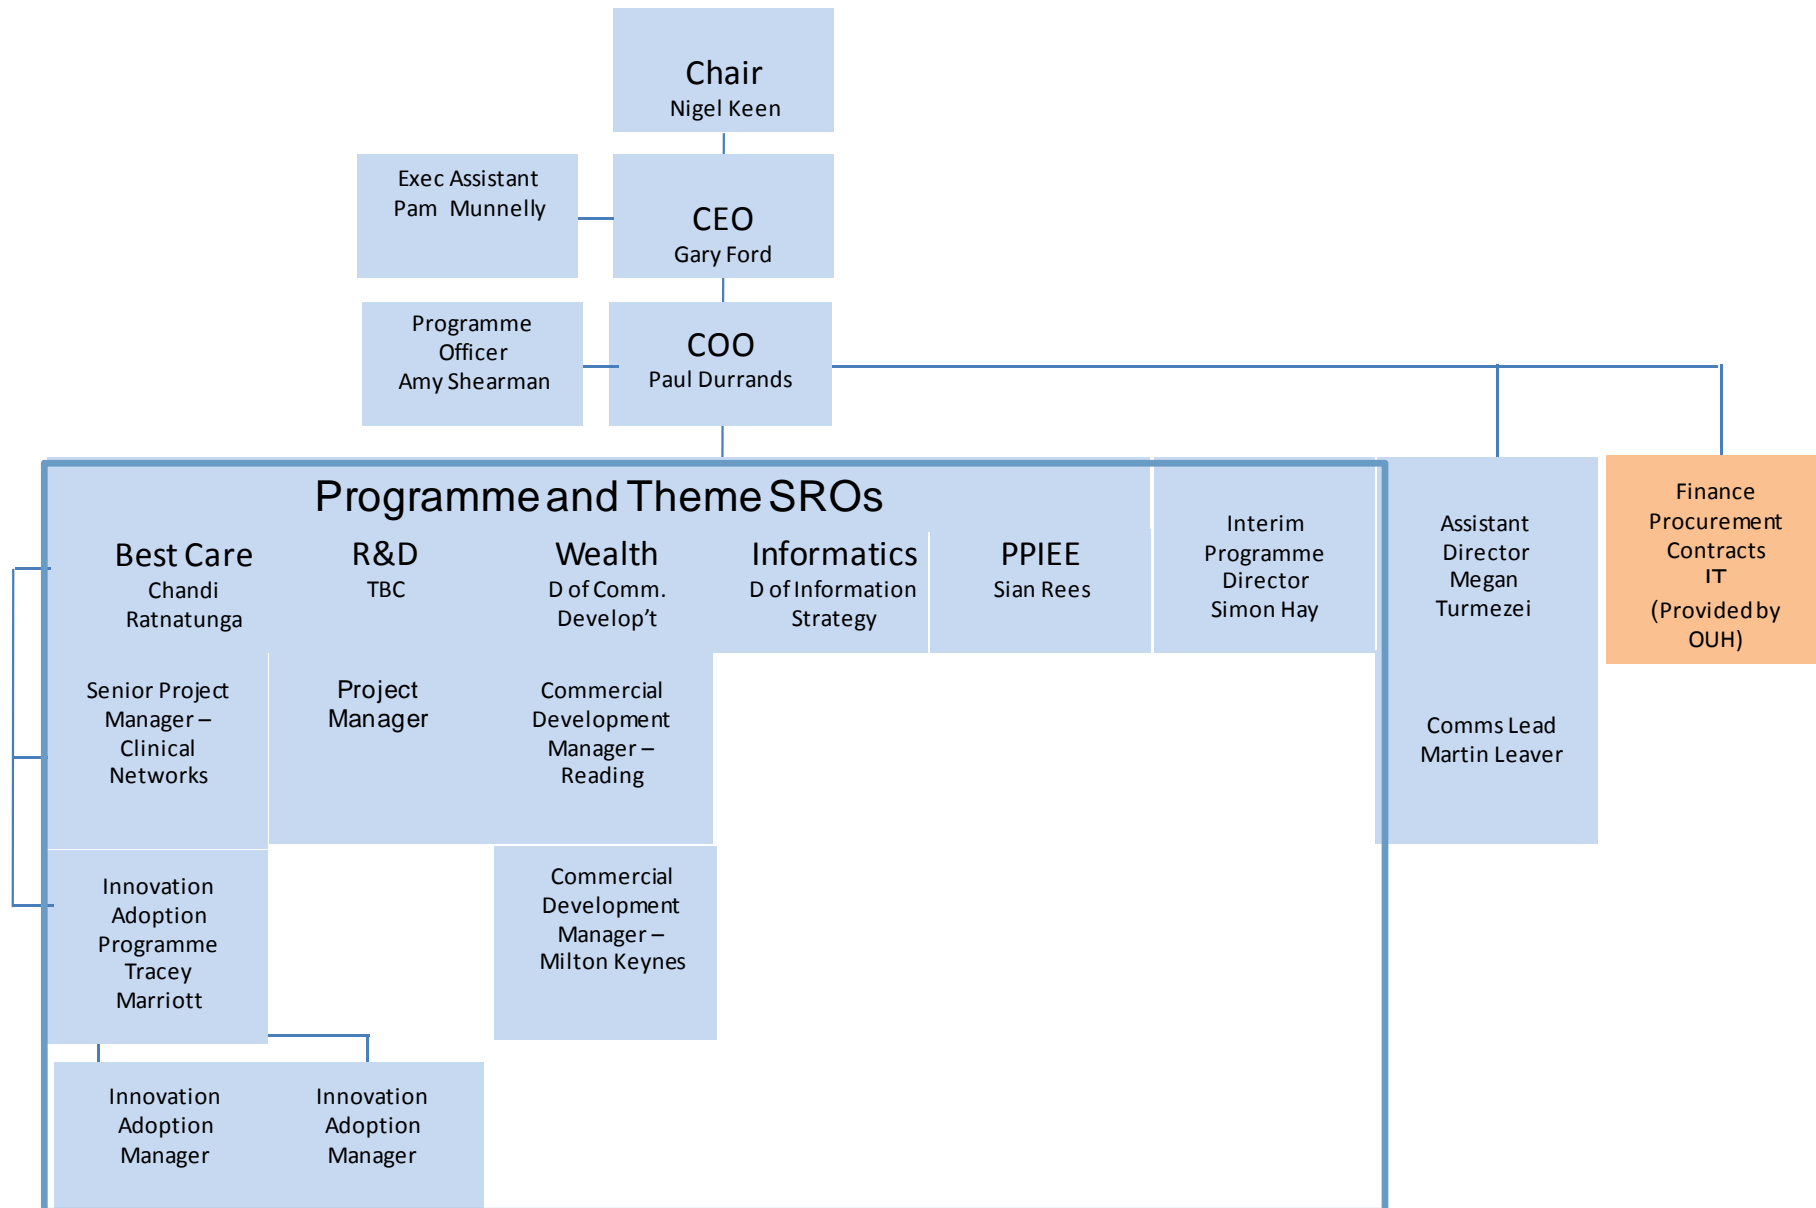 Chair
Nigel Keen
Exec Assistant
Pam Munnelly
CEO
Gary Ford
Programme
Officer
Amy Shearman
COO
Paul Durrands
Programme and Theme SROs
Best Care
Chandi
Ratnatunga
R&D
TBC
Wealth
D of Comm.
Develop't
Informatics
D of Information
Strategy
PPIEE
Sian Rees
Interim
Programme
Director
Simon Hay
Assistant
Director
Megan
Turmezei
Finance
Procurement
Contracts
IT
(Provided by
OUH)
Senior Project
Manager –
Clinical
Networks
Project
Manager
Commercial
Development
Manager –
Reading
Comms Lead
Martin Leaver
Innovation
Adoption
Programme
Tracey
Marriott
Commercial
Development
Manager –
Milton Keynes
Innovation
Adoption
Manager
Innovation
Adoption
Manager